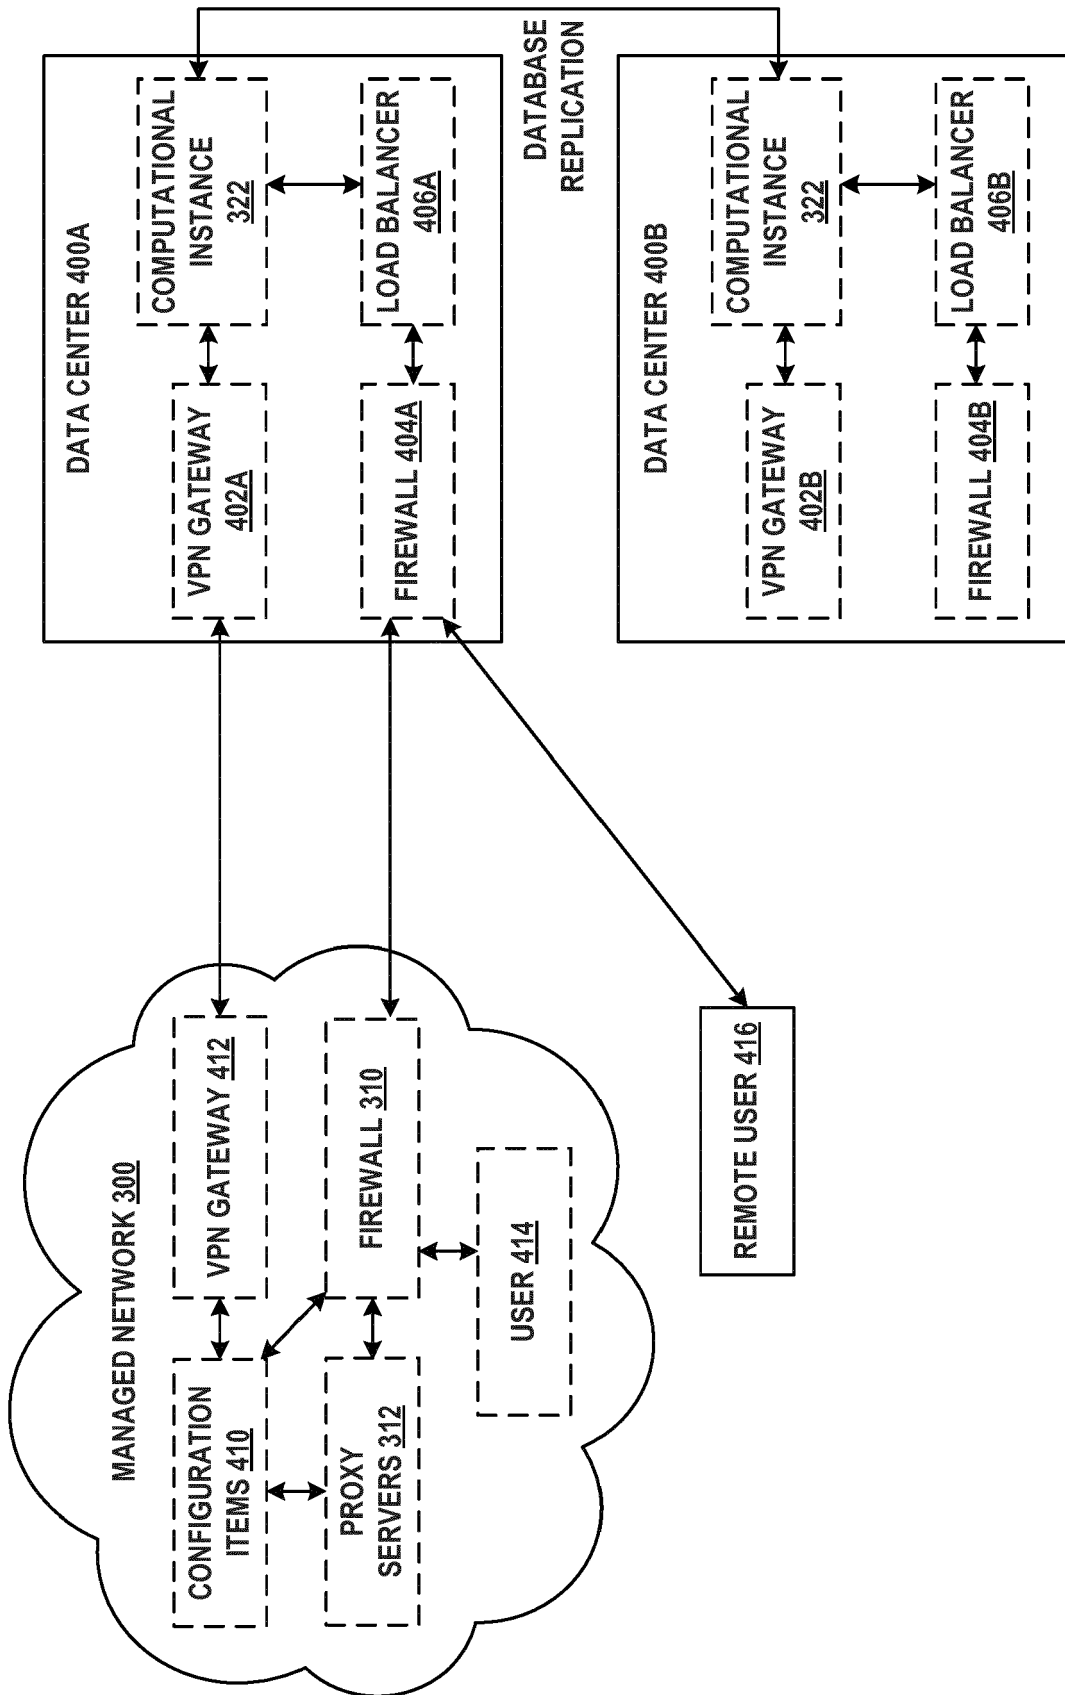 MANAGED NETWORK 300
CONFIGURATION
ITEMS 410
VPN GATEWAY 412
PROXY
SERVERS 312
FIREWALL 310
USER 414
REMOTE USER 416
DATA CENTER 400A
VPN GATEWAY
402A
COMPUTATIONAL
INSTANCE
322
FIREWALL 404A
LOAD BALANCER
406A
DATABASE
REPLICATION
DATA CENTER 400B
VPN GATEWAY
402B
COMPUTATIONAL
INSTANCE
322
FIREWALL 404B
LOAD BALANCER
406B